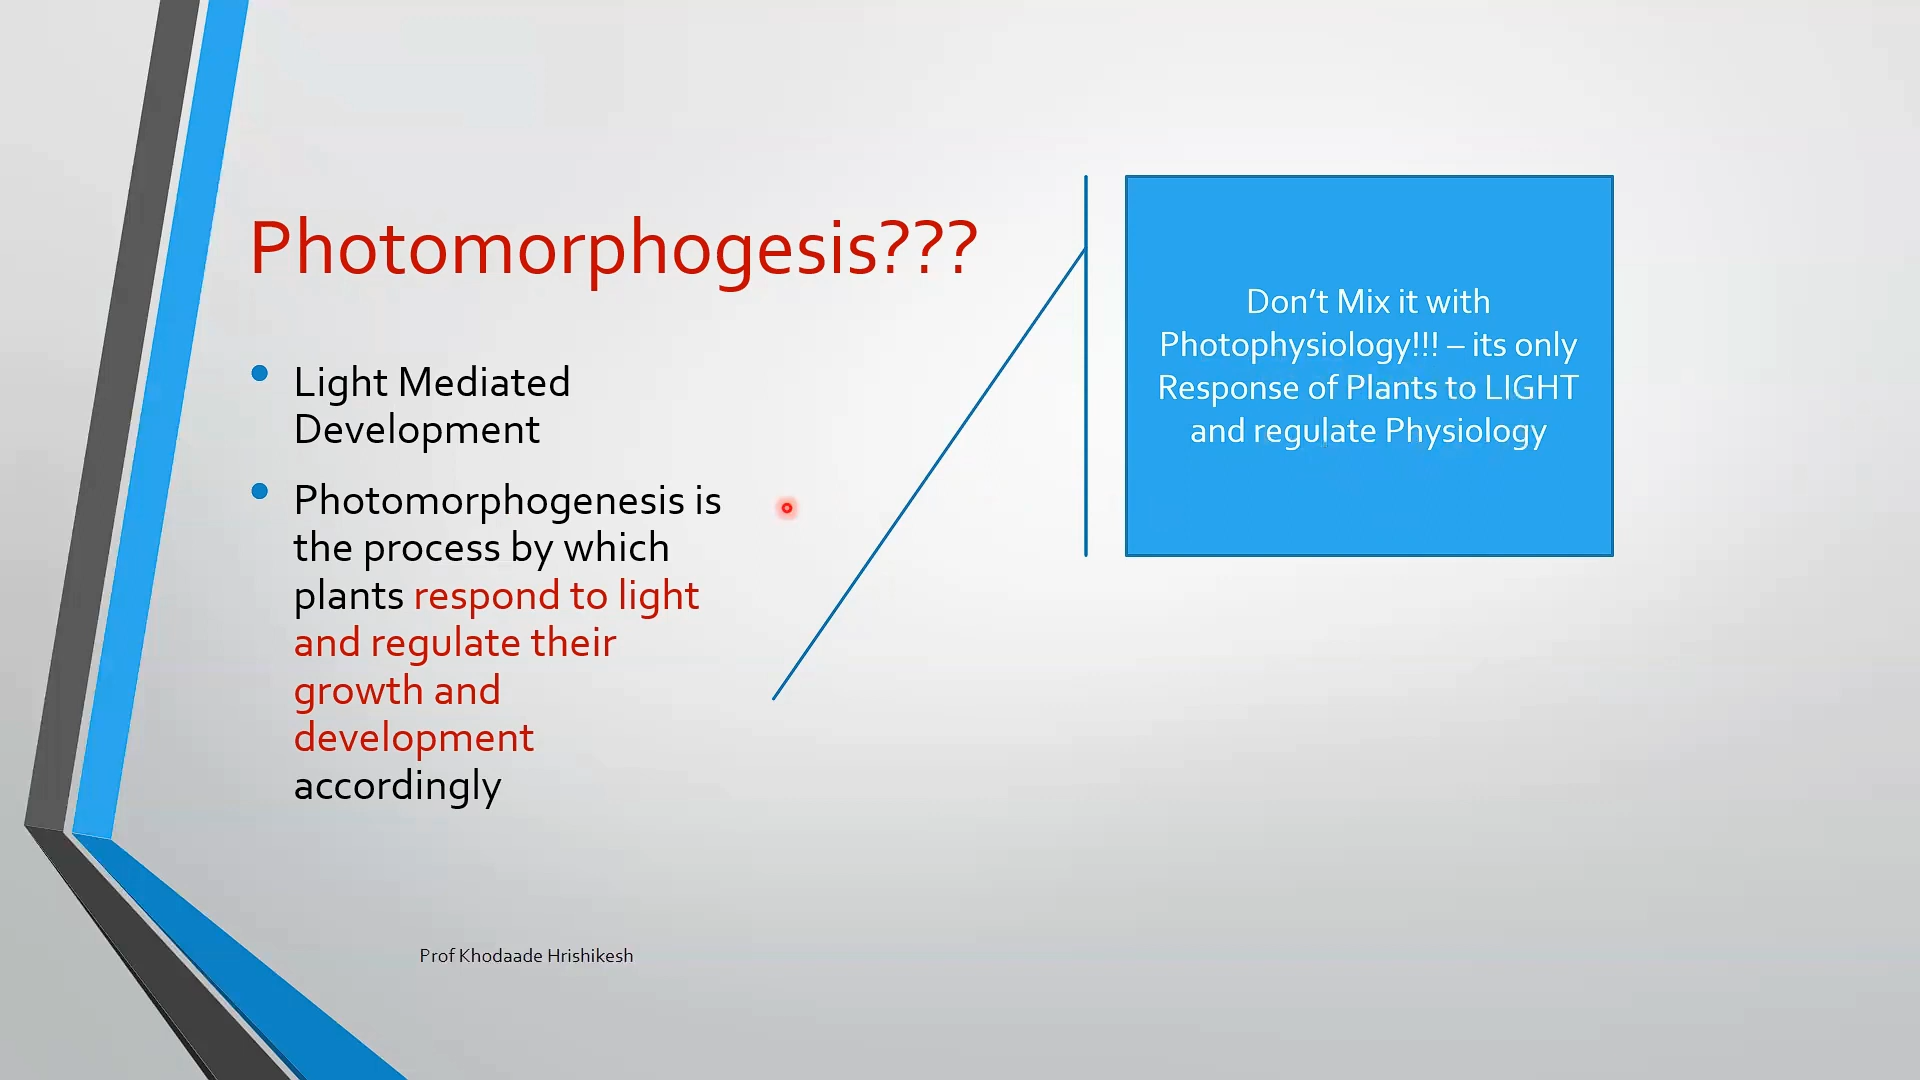 Photomorphogesis???
Light Mediated
Development
Photomorphogenesis is
the process by which
plants respond to light
and regulate their
growth and
development
accordingly
Don’t Mix it with
Photophysiology!!! – its only
Response of Plants to LIGHT
and regulate Physiology
Prof Khodaade Hrishikesh